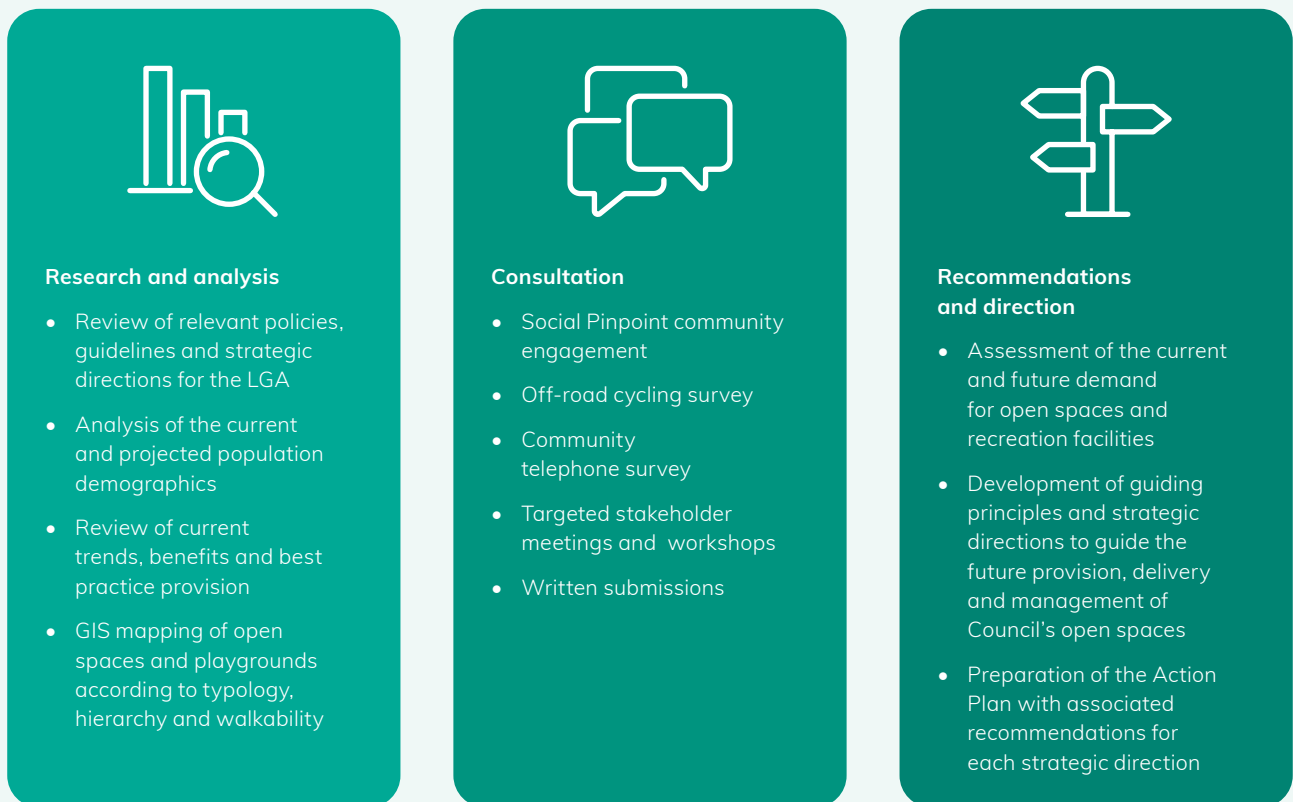 Research and analysis
• Review of relevant policies,
guidelines and strategic
directions for the LGA
• Analysis of the current
and projected population
demographics
• Review of current
trends, benefits and best
practice provision
• GIS mapping of open
spaces and playgrounds
according to typology,
hierarchy and walkability
Consultation
• Social Pinpoint community
engagement
• Off-road cycling survey
• Community
telephone survey
• Targeted stakeholder
meetings and  workshops
• Written submissions
Recommendations
and direction
• Assessment of the current
and future demand
for open spaces and
recreation facilities
• Development of guiding
principles and strategic
directions to guide the
future provision, delivery
and management of
Council’s open spaces
• Preparation of the Action
Plan with associated
recommendations for
each strategic direction